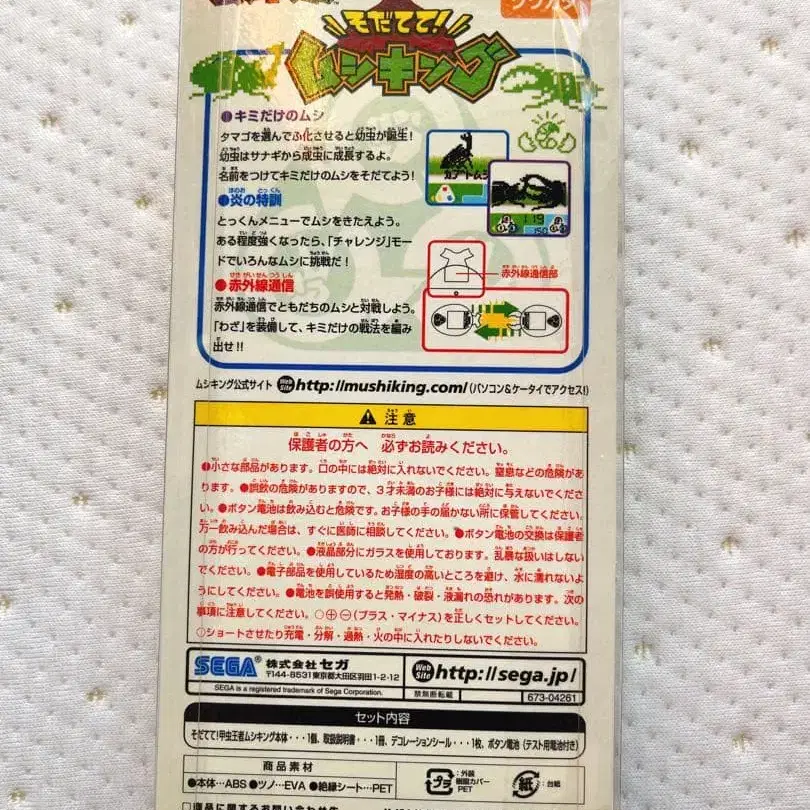 そだてて!
ムシキング
❶キミだけのムシ
タマゴを選んでふ化させると幼虫が誕生!
幼虫はサナギから成虫に成長するよ。
名前をつけてキミだけのムシをそだてよう!
カブトムシ
119
●炎の特訓
とっくんメニューでムシをきたえよう。
ある程度強くなったら、「チャレンジ」モー
ドでいろんなムシに挑戦だ!
赤外線通信部
●赤外線通信
赤外線通信でともだちのムシと対戦しよう。
「わざ」を装備して、キミだけの戦法を編み
出せ!!
ムシキング公式サイト Web Site http://mushiking.com/(パソコン&ケータイでアクセス!)
注意
保護者の方へ 必ずお読みください。
●小さな部品があります。口の中には絶対に入れないでください。窒息などの危険があり
ます。●誤飲の危険がありますので、3才未満のお子様には絶対に与えないでください。
●ボタン電池は飲み込むと危険です。お子様の手の届かない所に保管してください。
万一飲み込んだ場合は、すぐに医師に相談してください。●ボタン電池の交換は保護者
の方が行ってください。●液晶部分にガラスを使用しております。乱暴な扱いはしない
でください。●電子部品を使用しているため湿度の高いところを避け、水に濡れないよ
うにしてください。●電池を誤使用すると発熱・破裂・液漏れの恐れがあります。次の
事項に注意してください。○⊕⊖(プラス・マイナス)を正しくセットしてください。
○ショートさせたり充電・分解・過熱・火の中に入れたりしないでください。
SEGA® 株式会社セガ
〒144-8531東京都大田区羽田1-2-12
SEGA is a registered trademark of Sega Corporation.
Web Site http://sega.jp/
禁無断転載
673-04261
セット内容
そだてて!甲虫王者ムシキング本体・・・1個、取扱説明書・・・1冊、デコレーションシール・・・1枚、ボタン電池(テスト用電池付き)
商品素材
●本体…ABS ●ツノ…EVA ●絶縁シート…PET
プラ :外装 樹脂カバー PET
紙 :台紙